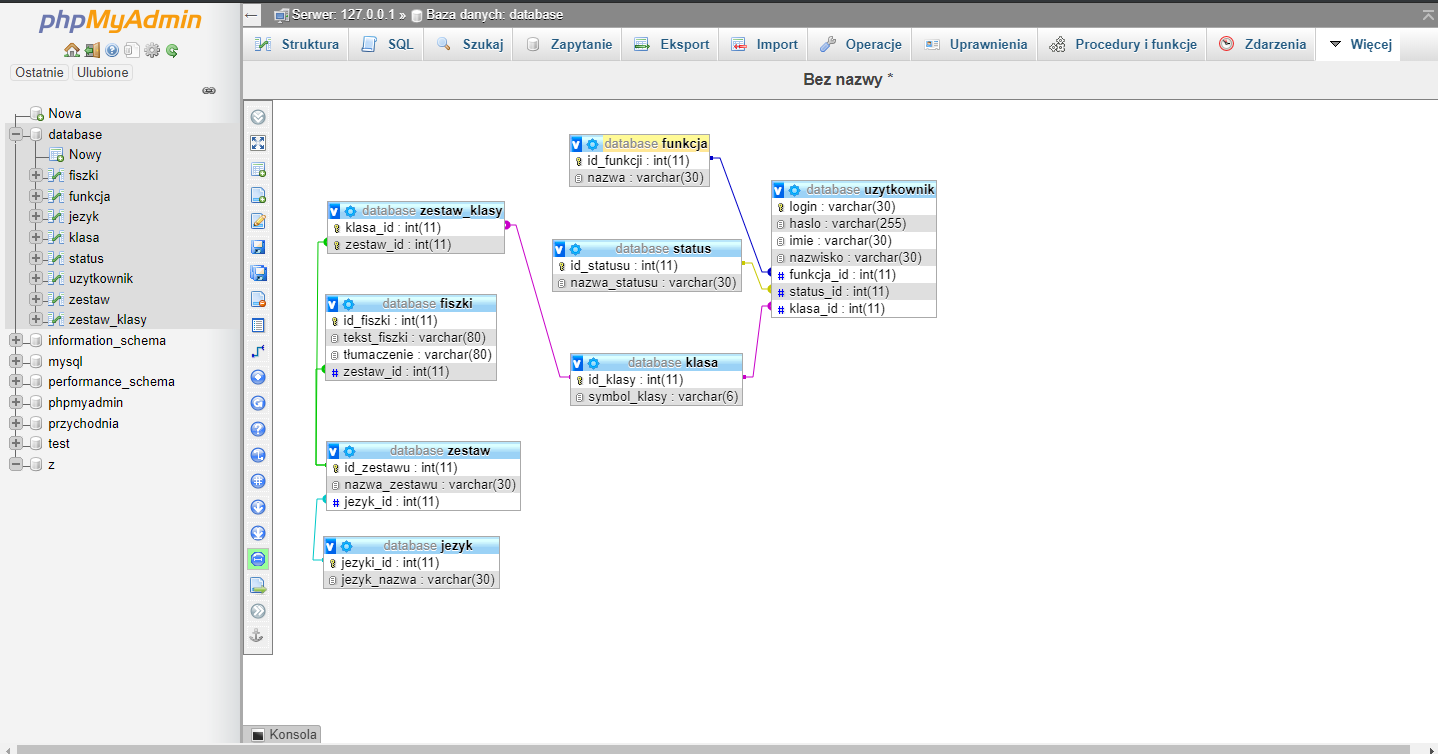 phpMyAdmin
Ostatnie Ulubione
Nowa
database
Nowy
fiszki
funkcja
jezyk
klasa
status
uzytkownik
zestaw
zestaw_klasy
information_schema
mysql
performance_schema
phpmyadmin
przychodnia
test
z
Serwer: 127.0.0.1 » Baza danych: database
Struktura SQL Szukaj Zapytanie Eksport Import Operacje Uprawnienia Procedury i funkcje Zdarzenia Więcej
Bez nazwy *
database funkcja
id_funkcji : int(11)
nazwa : varchar(30)
database uzytkownik
login : varchar(30)
haslo : varchar(255)
imie : varchar(30)
nazwisko : varchar(30)
# funkcja_id : int(11)
# status_id : int(11)
# klasa_id : int(11)
database zestaw_klasy
klasa_id : int(11)
zestaw_id : int(11)
database status
id_statusu : int(11)
nazwa_statusu : varchar(30)
database fiszki
id_fiszki : int(11)
tekst_fiszki : varchar(80)
tłumaczenie : varchar(80)
# zestaw_id : int(11)
database klasa
id_klasy : int(11)
symbol_klasy : varchar(6)
database zestaw
id_zestawu : int(11)
nazwa_zestawu : varchar(30)
# jezyk_id : int(11)
database jezyk
jezyki_id : int(11)
jezyk_nazwa : varchar(30)
Konsola